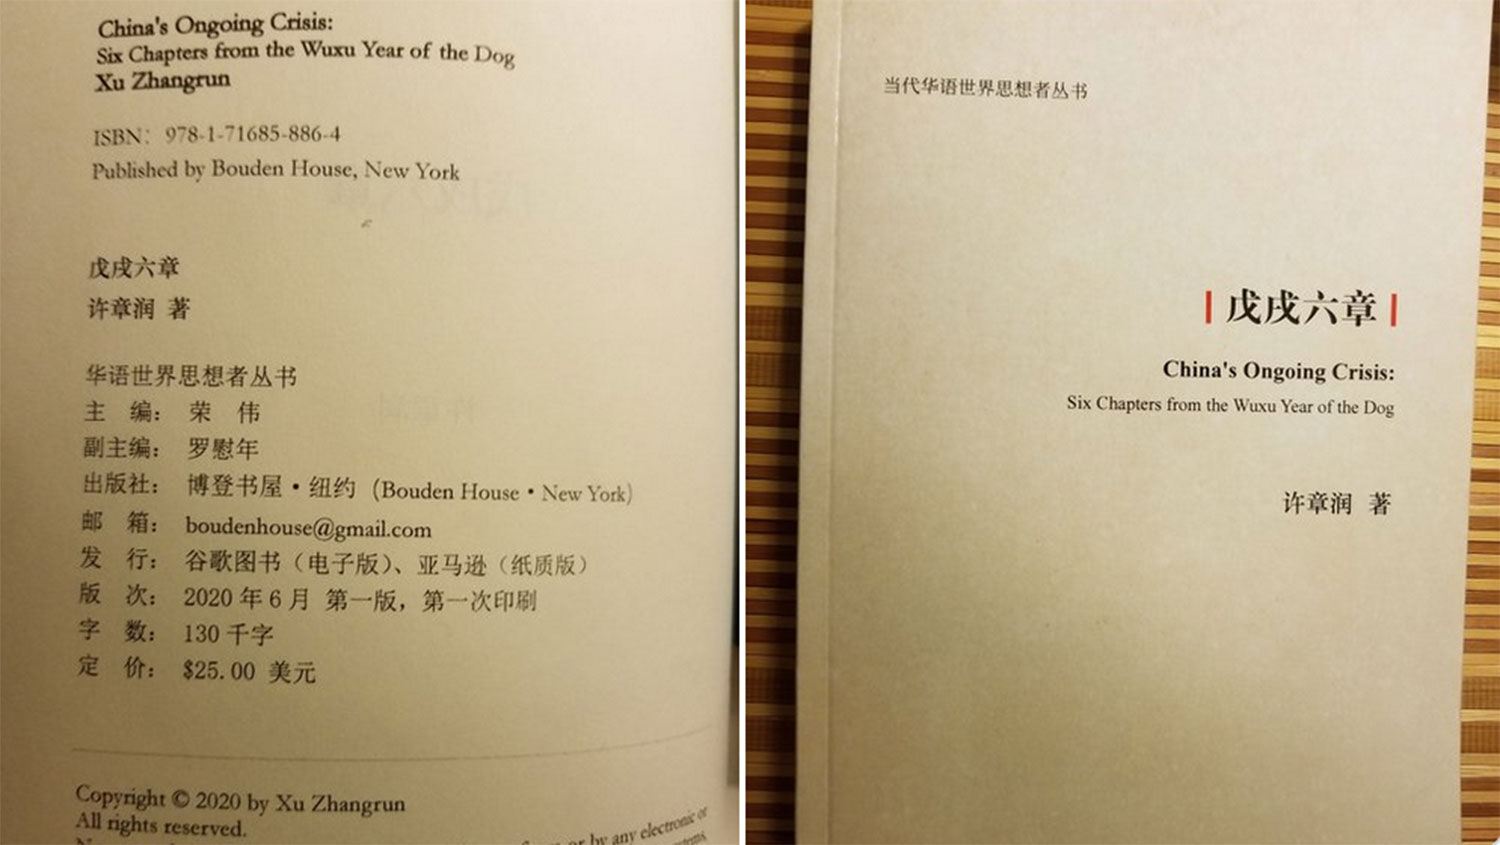 China's Ongoing Crisis:
Six Chapters from the Wuxu Year of the Dog
Xu Zhangrun
ISBN: 978-1-71685-886-4
Published by Bouden House, New York
戊戌六章
许章润 著
华语世界思想者丛书
主 编： 荣 伟
副主编： 罗慰年
出版社： 博登书屋·纽约（Bouden House·New York）
邮 箱： boudenhouse@gmail.com
发 行： 谷歌图书（电子版）、亚马逊（纸质版）
版 次： 2020 年 6 月 第一版，第一次印刷
字 数： 130 千字
定 价： $25.00 美元
Copyright © 2020 by Xu Zhangrun
All rights reserved.
or by any electronic or
当代华语世界思想者丛书
戊戌六章
China's Ongoing Crisis:
Six Chapters from the Wuxu Year of the Dog
许章润 著